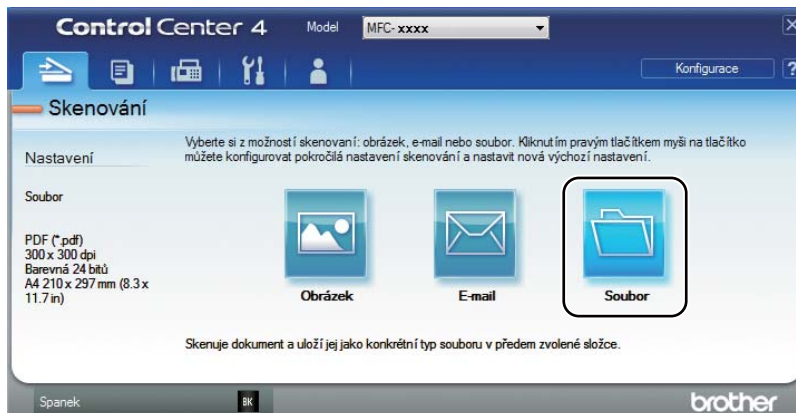 Control Center 4
Model
MFC-xxxx
Konfigurace
?
Skenování
Nastavení
Vyberte si z možností skenovaní: obrázek, e-mail nebo soubor. Kliknutím pravým tlačítkem myši na tlačítko
můžete konfigurovat pokročilá nastavení skenování a nastavit nová výchozí nastavení.
Soubor
PDF (*.pdf)
300 x 300 dpi
Barevná 24 bitů
A4 210 x 297 mm (8.3 x
11.7 in)
Obrázek
E-mail
Soubor
Skenuje dokument a uloží jej jako konkrétní typ souboru v předem zvolené složce.
Spanek
BK
brother